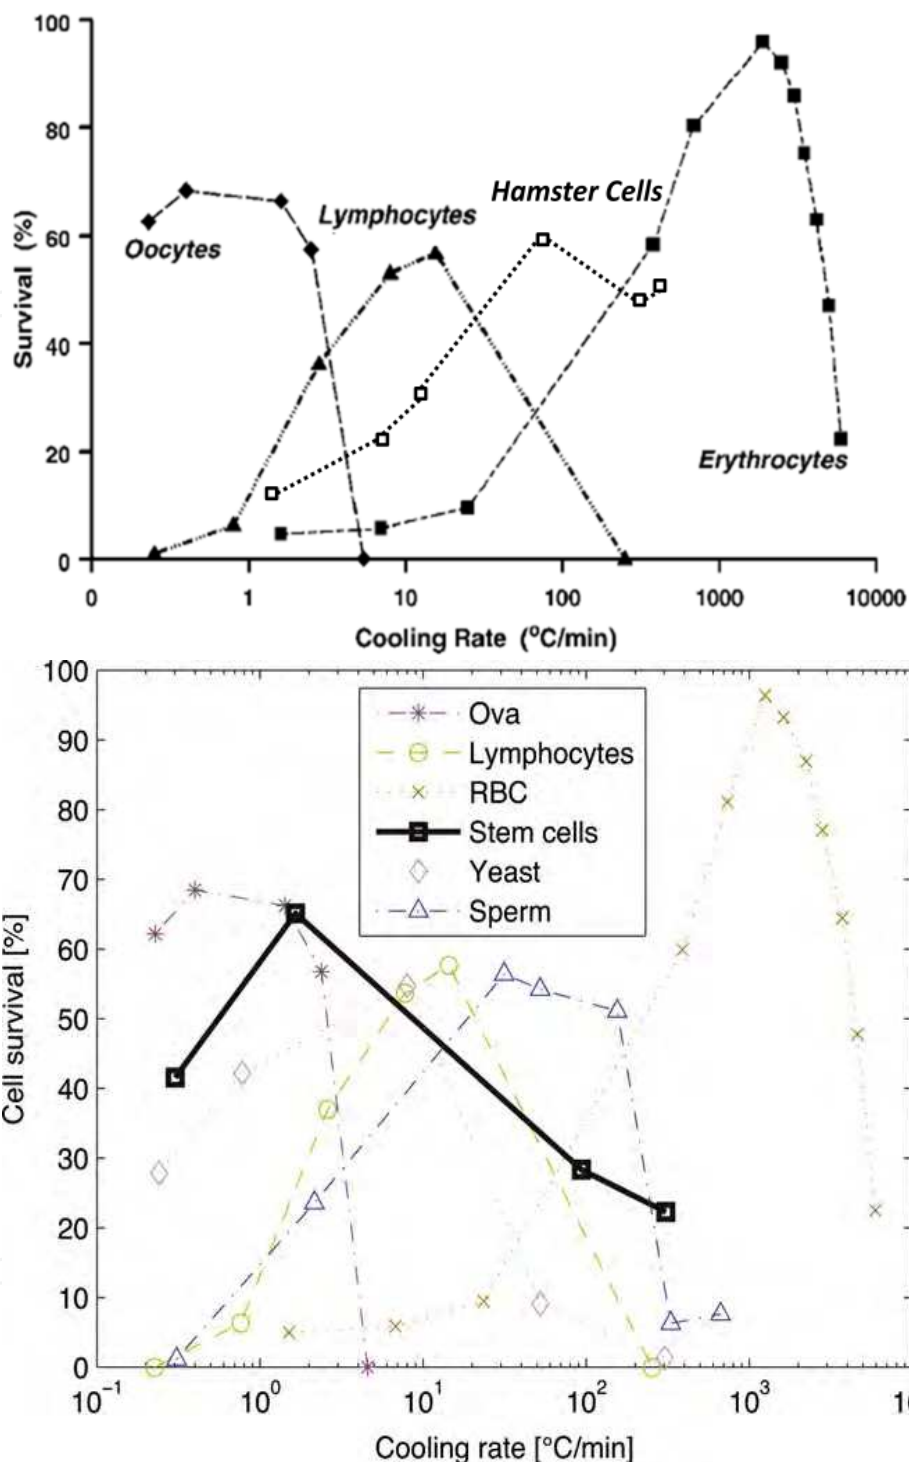 100
80
60
40
20
0
Survival (%)
Oocytes
Lymphocytes
Hamster Cells
Erythrocytes
0 1 10 100 1000 10000
Cooling Rate (⁰C/min)
100
90
80
70
60
50
40
30
20
10
0
Cell survival [%]
Ova
Lymphocytes
RBC
Stem cells
Yeast
Sperm
10⁻¹ 10⁰ 10¹ 10² 10³
Cooling rate [°C/min]